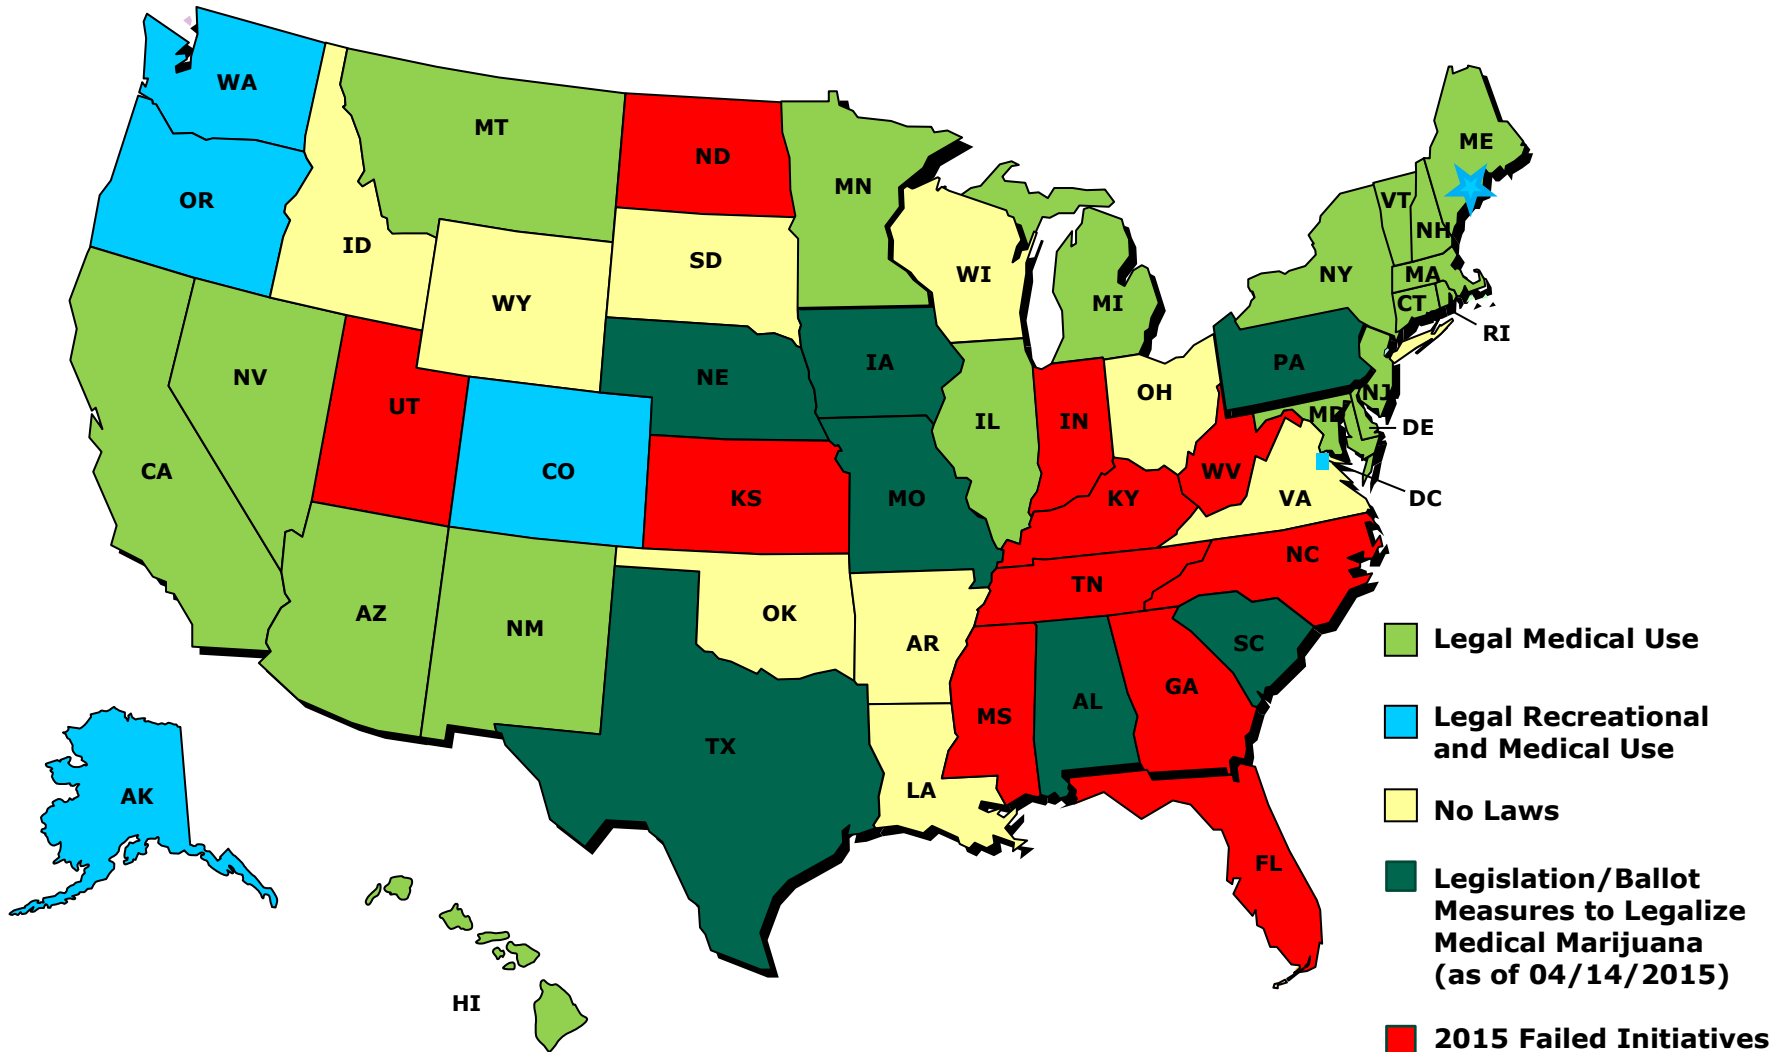 WA
MT
ND
MN
ME
OR
ID
SD
WI
VT
NH
NY
MA
WY
MI
CT
RI
NV
UT
NE
IA
PA
OH
NJ
IL
IN
MD
DE
CA
CO
KS
MO
KY
WV
VA
DC
AZ
NM
OK
AR
TN
NC
SC
TX
MS
AL
GA
LA
FL
AK
HI
Legal Medical Use
Legal Recreational
and Medical Use
No Laws
Legislation/Ballot
Measures to Legalize
Medical Marijuana
(as of 04/14/2015)
2015 Failed Initiatives